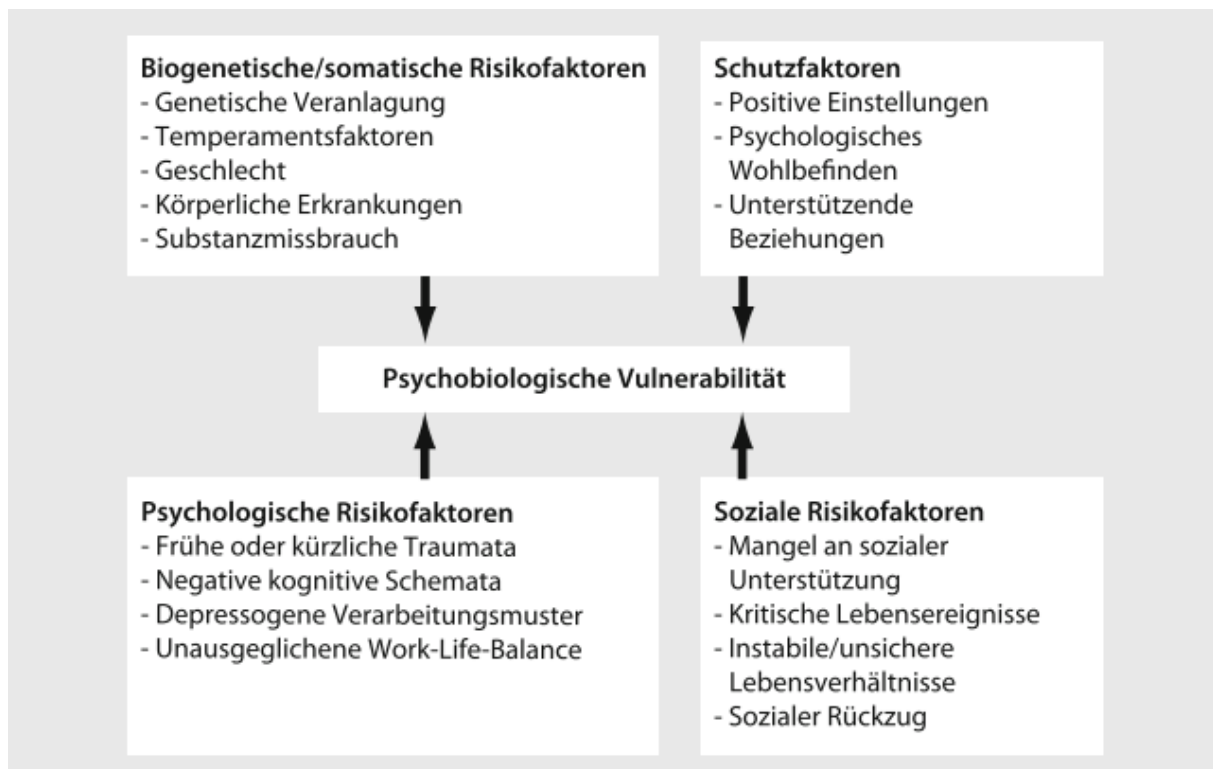 Biogenetische/somatische Risikofaktoren
- Genetische Veranlagung
- Temperamentsfaktoren
- Geschlecht
- Körperliche Erkrankungen
- Substanzmissbrauch
Schutzfaktoren
- Positive Einstellungen
- Psychologisches
Wohlbefinden
- Unterstützende
Beziehungen
Psychobiologische Vulnerabilität
Psychologische Risikofaktoren
- Frühe oder kürzliche Traumata
- Negative kognitive Schemata
- Depressogene Verarbeitungsmuster
- Unausgeglichene Work-Life-Balance
Soziale Risikofaktoren
- Mangel an sozialer
Unterstützung
- Kritische Lebensereignisse
- Instabile/unsichere
Lebensverhältnisse
- Sozialer Rückzug